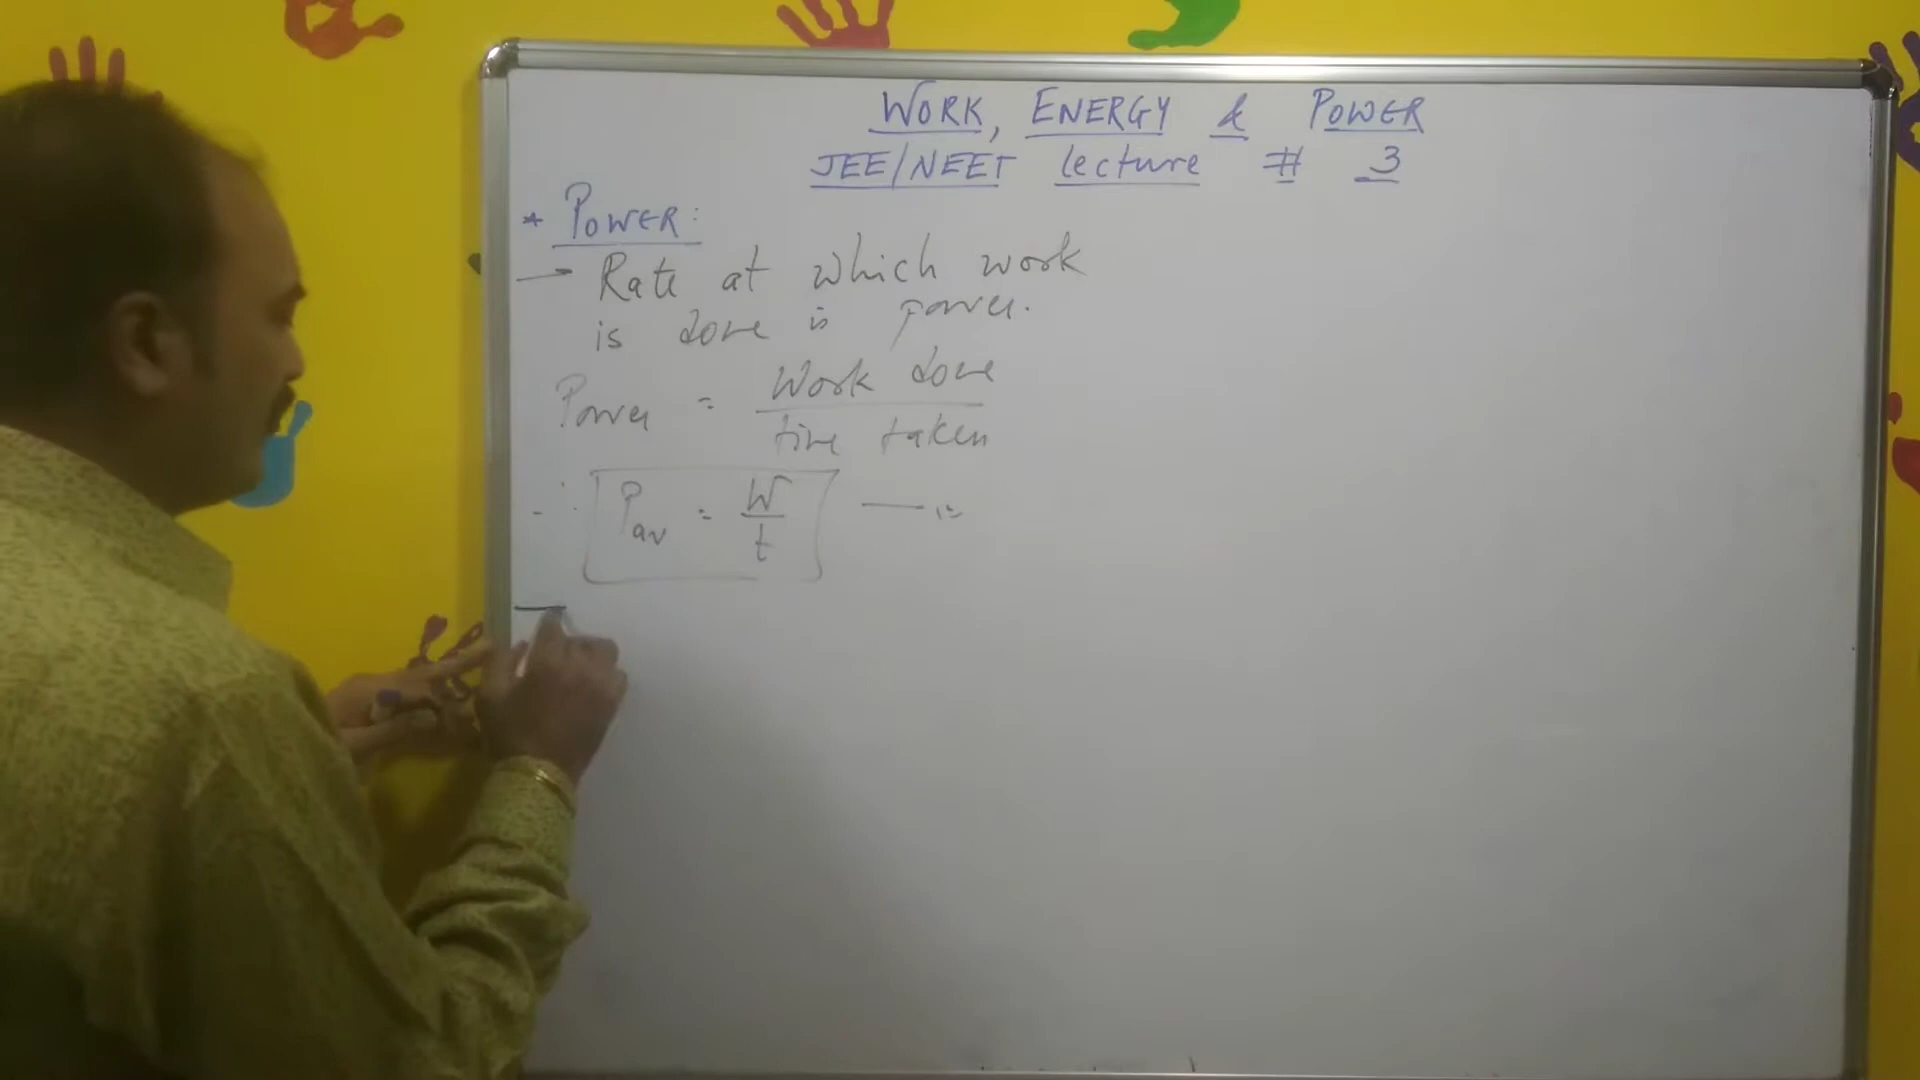 WORK, ENERGY & POWER
JEE/NEET lecture # 3
* POWER:
→ Rate at which work
is done is power.
Power = Work done
time taken
∴ Pav = W
t